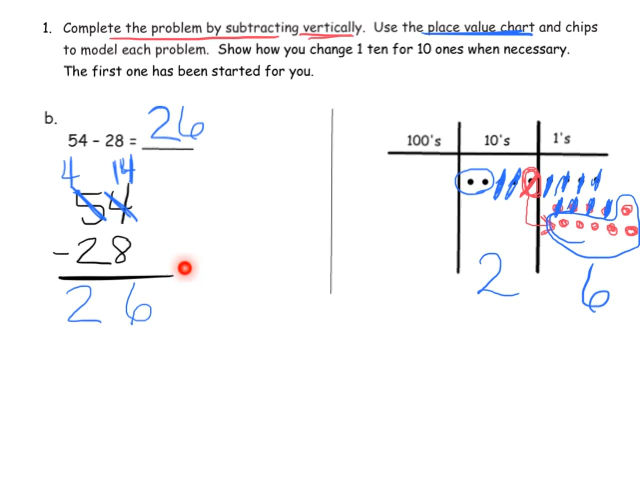 1. Complete the problem by subtracting vertically. Use the place value chart and chips
to model each problem. Show how you change 1 ten for 10 ones when necessary.
The first one has been started for you.
b.
54 - 28 = 26
4 14
54
-28
26
100's 10's 1's
2 6